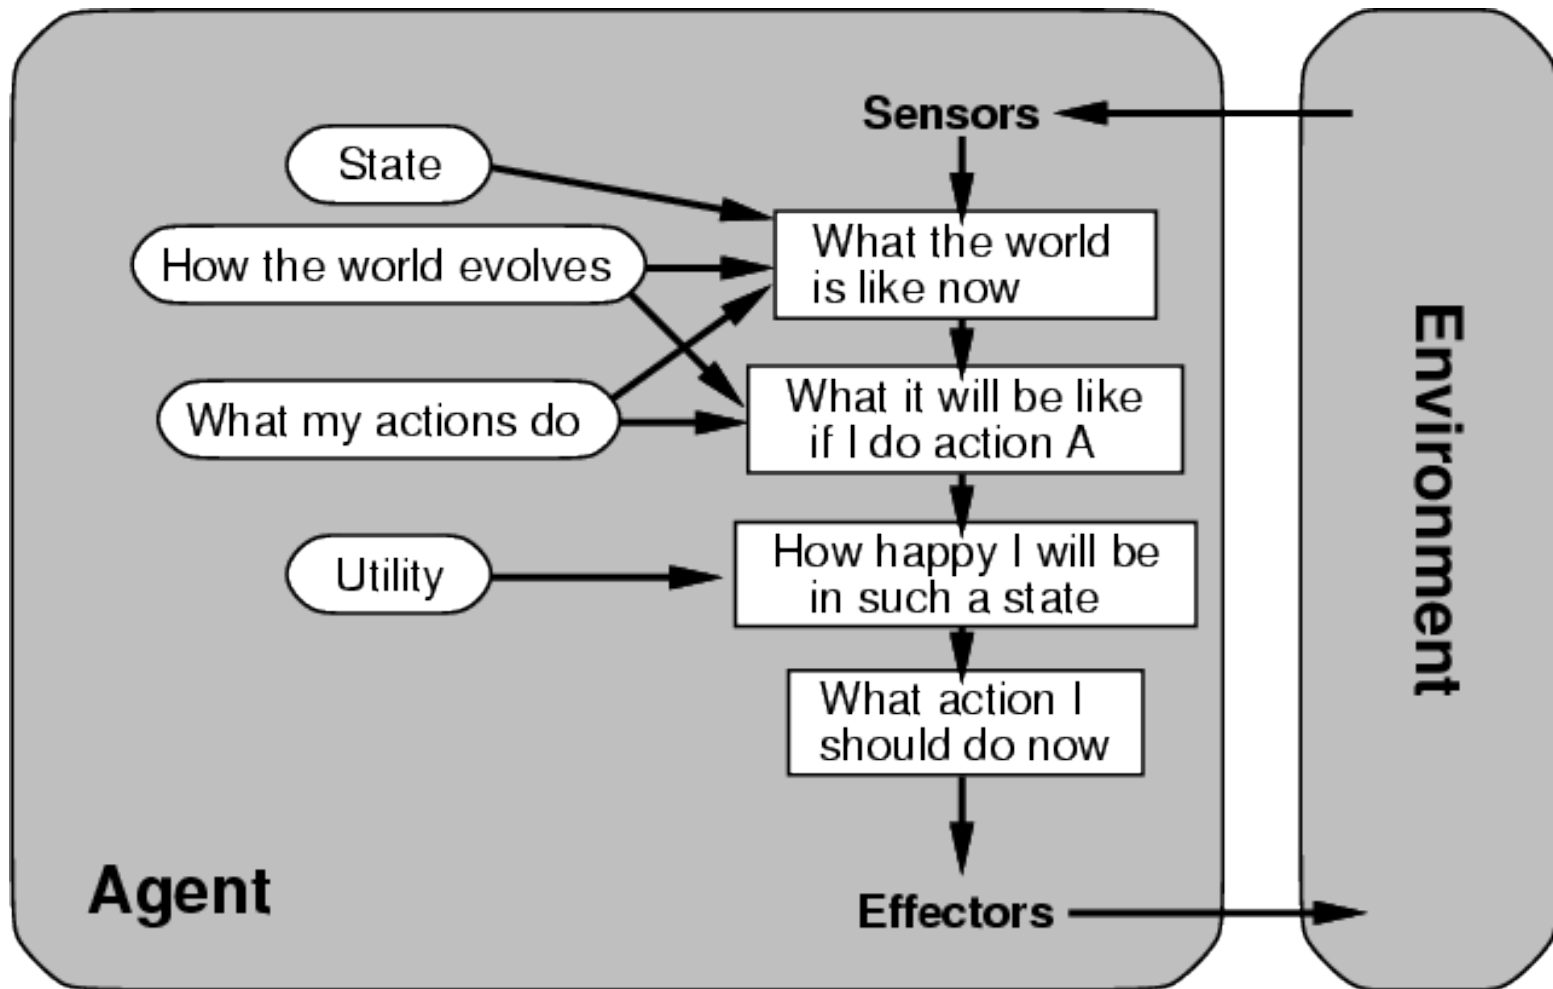 Sensors
State
What the world
is like now
How the world evolves
What it will be like
if I do action A
What my actions do
How happy I will be
in such a state
Utility
What action I
should do now
Agent
Effectors
Environment